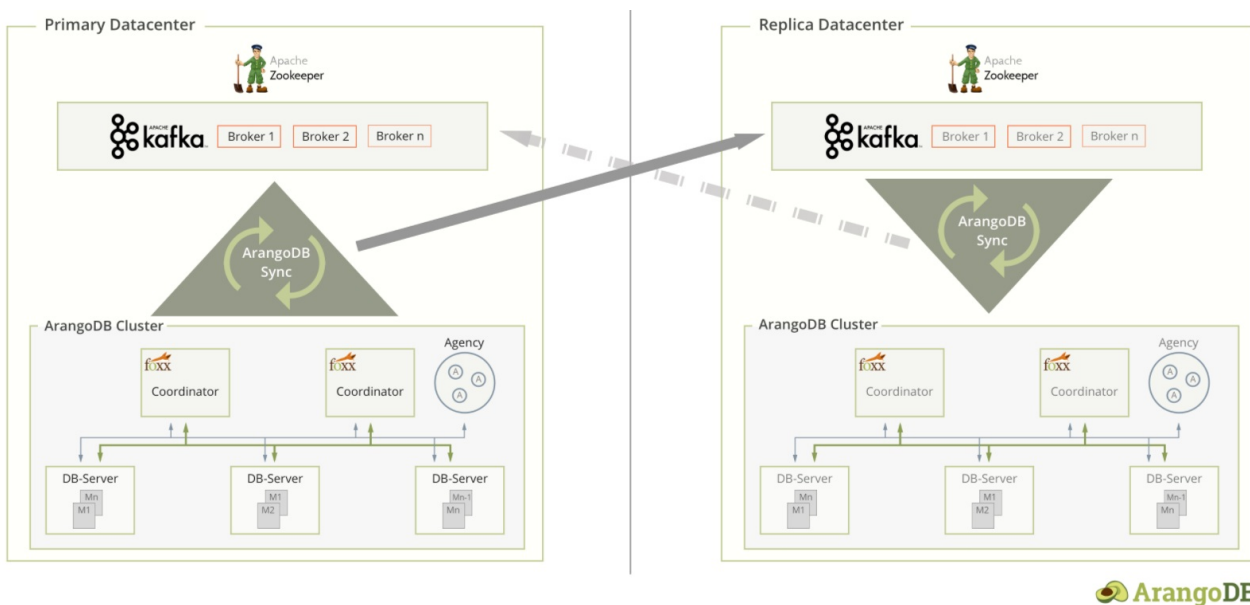 Primary Datacenter
Apache
Zookeeper
APACHE
kafka
Broker 1
Broker 2
Broker n
ArangoDB
Sync
ArangoDB Cluster
foxx
Coordinator
foxx
Coordinator
Agency
A
A
A
DB-Server
Mn
M1
DB-Server
M1
M2
DB-Server
Mn-1
Mn
Replica Datacenter
Apache
Zookeeper
APACHE
kafka
Broker 1
Broker 2
Broker n
ArangoDB
Sync
ArangoDB Cluster
foxx
Coordinator
foxx
Coordinator
Agency
A
A
A
DB-Server
Mn
M1
DB-Server
M1
M2
DB-Server
Mn-1
Mn
ArangoDB